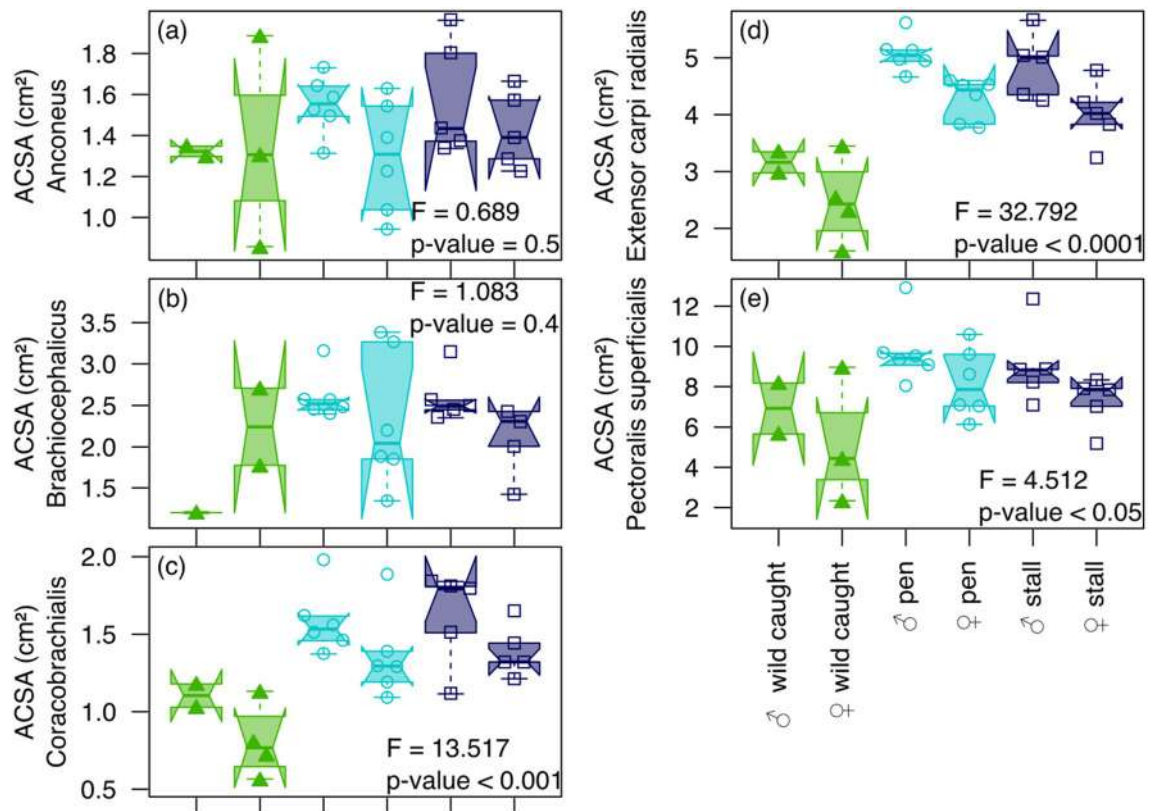 (a)
ACSA (cm²)
Anconeus
1.8
1.6
1.4
1.2
1.0
F = 0.689
p-value = 0.5
(b)
ACSA (cm²)
Brachiocephalicus
3.5
3.0
2.5
2.0
1.5
F = 1.083
p-value = 0.4
(c)
ACSA (cm²)
Coracobrachialis
2.0
1.5
1.0
0.5
F = 13.517
p-value < 0.001
(d)
ACSA (cm²)
Extensor carpi radialis
5
4
3
2
F = 32.792
p-value < 0.0001
(e)
ACSA (cm²)
Pectoralis superficialis
12
10
8
6
4
2
F = 4.512
p-value < 0.05
♂ wild caught
♀ wild caught
♂ pen
♀ pen
♂ stall
♀ stall